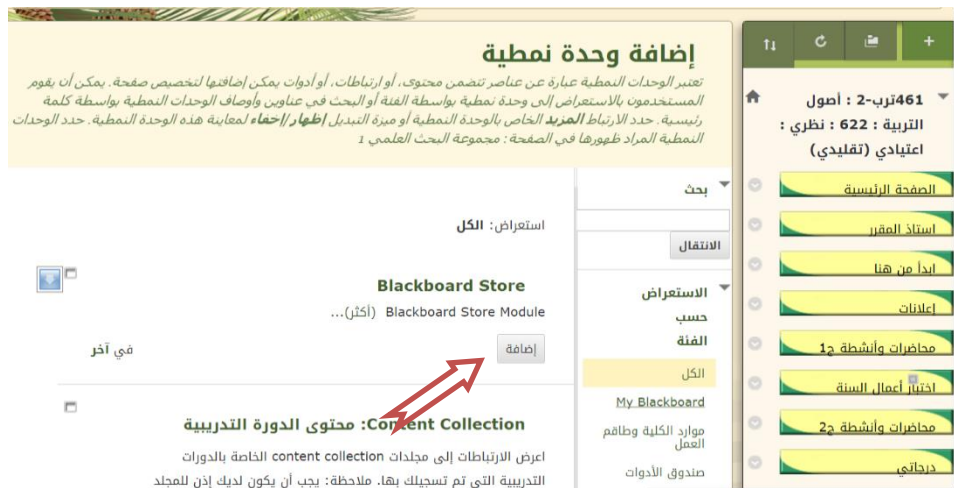 إضافة وحدة نمطية
تعتبر الوحدات النمطية عبارة عن عناصر تتضمن محتوى، أو ارتباطات، أو أدوات يمكن إضافتها لتخصيص صفحة. يمكن أن يقوم
المستخدمون بالاستعراض إلى وحدة نمطية بواسطة الفئة أو البحث في عناوين وأوصاف الوحدات النمطية بواسطة كلمة
رئيسية. حدد الارتباط المزيد الخاص بالوحدة النمطية أو ميزة التبديل إظهار/إخفاء لمعاينة هذه الوحدة النمطية. حدد الوحدات
النمطية المراد ظهورها في الصفحة: مجموعة البحث العلمي 1
461ترب-2 : أصول
التربية : 622 : نظري :
اعتيادي (تقليدي)
الصفحة الرئيسية
استاذ المقرر
ابدأ من هنا
إعلانات
محاضرات وأنشطة ج1
اختبار أعمال السنة
محاضرات وأنشطة ج2
درجاتي
بحث
الانتقال
الاستعراض
حسب
الفئة
الكل
My Blackboard
موارد الكلية وطاقم
العمل
صندوق الأدوات
استعراض: الكل
Blackboard Store
Blackboard Store Module (أكثر)...
إضافة
في آخر
Content Collection: محتوى الدورة التدريبية
اعرض الارتباطات إلى مجلدات content collection الخاصة بالدورات
التدريبية التي تم تسجيلك بها. ملاحظة: يجب أن يكون لديك إذن للمجلد